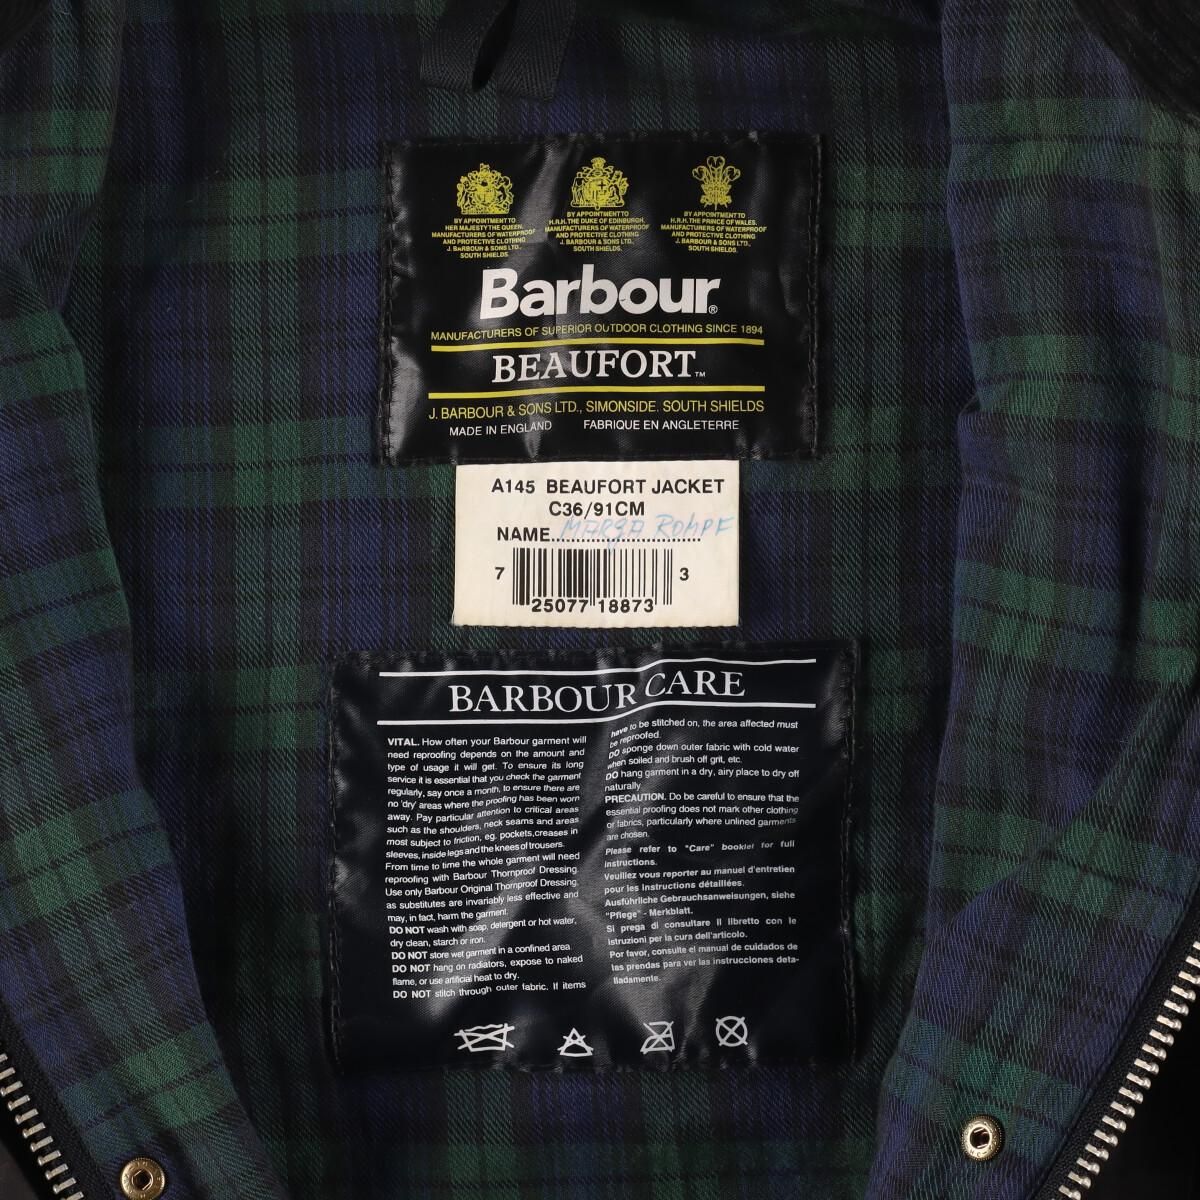 BY APPOINTMENT TO
HER MAJESTY THE QUEEN.
MANUFACTURERS OF WATERPROOF
AND PROTECTIVE CLOTHING
J. BARBOUR & SONS LTD.,
SOUTH SHIELDS.
BY APPOINTMENT TO
H.R.H. THE DUKE OF EDINBURGH,
MANUFACTURERS OF WATERPROOF
AND PROTECTIVE CLOTHING
J. BARBOUR & SONS LTD.,
SOUTH SHIELDS.
BY APPOINTMENT TO
H.R.H. THE PRINCE OF WALES,
MANUFACTURERS OF WATERPROOF
AND PROTECTIVE CLOTHING
J. BARBOUR & SONS LTD.,
SOUTH SHIELDS.
Barbour®
MANUFACTURERS OF SUPERIOR OUTDOOR CLOTHING SINCE 1894
BEAUFORT™
J. BARBOUR & SONS LTD., SIMONSIDE. SOUTH SHIELDS
MADE IN ENGLAND FABRIQUE EN ANGLETERRE
A145 BEAUFORT JACKET
C36/91CM
NAME.............................. ROMPF
7 25077 18873 3
BARBOUR CARE
VITAL. How often your Barbour garment will
need reproofing depends on the amount and
type of usage it will get. To ensure its long
service it is essential that you check the garment
regularly, say once a month, to ensure there are
no 'dry' areas where the proofing has been worn
away. Pay particular attention to critical areas
such as the shoulders, neck seams and areas
most subject to friction, eg. pockets,creases in
sleeves, inside legs and the knees of trousers.
From time to time the whole garment will need
reproofing with Barbour Thornproof Dressing.
Use only Barbour Original Thornproof Dressing,
as substitutes are invariably less effective and
may, in fact, harm the garment.
DO NOT wash with soap, detergent or hot water,
dry clean, starch or iron.
DO NOT store wet garment in a confined area.
DO NOT hang on radiators, expose to naked
flame, or use artificial heat to dry.
DO NOT stitch through outer fabric. If items
have to be stitched on, the area affected must
be reproofed.
DO sponge down outer fabric with cold water
when soiled and brush off grit, etc.
DO hang garment in a dry, airy place to dry off
naturally
PRECAUTION. Do be careful to ensure that the
essential proofing does not mark other clothing
or fabrics, particularly where unlined garments
are chosen.
Please refer to "Care" booklet for full
instructions.
Veuillez vous reporter au manuel d'entretien
pour les instructions détaillées.
Ausführliche Gebrauchsanweisungen, siehe
"Pflege" - Merkblatt.
Si prega di consultare il libretto con le
istruzioni per la cura dell'articolo.
Por favor, consulte el manual de cuidados de
las prendas para ver las instrucciones deta-
lladamente.